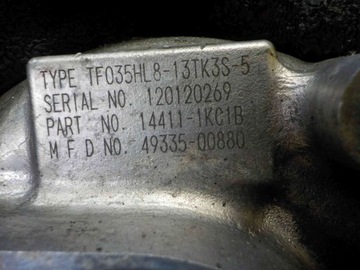 TYPE TF035HL8-13TK3S-5
SERIAL NO. 120120269
PART NO. 14411-1KC1B
M F D NO. 49335-00880